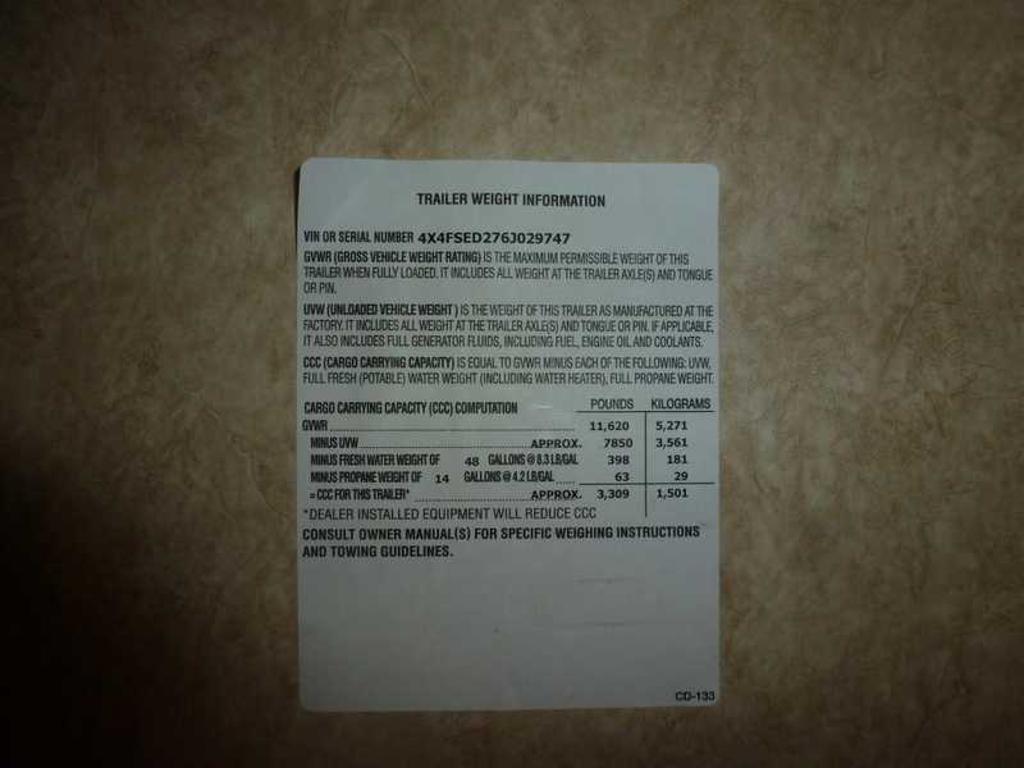 TRAILER WEIGHT INFORMATION
VIN OR SERIAL NUMBER 4X4FSED276J029747
GVWR (GROSS VEHICLE WEIGHT RATING) IS THE MAXIMUM PERMISSIBLE WEIGHT OF THIS
TRAILER WHEN FULLY LOADED. IT INCLUDES ALL WEIGHT AT THE TRAILER AXLE(S) AND TONGUE
OR PIN.
UVW (UNLOADED VEHICLE WEIGHT ) IS THE WEIGHT OF THIS TRAILER AS MANUFACTURED AT THE
FACTORY. IT INCLUDES ALL WEIGHT AT THE TRAILER AXLE(S) AND TONGUE OR PIN. IF APPLICABLE,
IT ALSO INCLUDES FULL GENERATOR FLUIDS, INCLUDING FUEL, ENGINE OIL AND COOLANTS.
CCC (CARGO CARRYING CAPACITY) IS EQUAL TO GVWR MINUS EACH OF THE FOLLOWING: UVW,
FULL FRESH (POTABLE) WATER WEIGHT (INCLUDING WATER HEATER), FULL PROPANE WEIGHT.
CARGO CARRYING CAPACITY (CCC) COMPUTATION POUNDS KILOGRAMS
GVWR 11,620 5,271
MINUS UVW APPROX. 7850 3,561
MINUS FRESH WATER WEIGHT OF 48 GALLONS @ 8.3 LB/GAL 398 181
MINUS PROPANE WEIGHT OF 14 GALLONS @ 4.2 LB/GAL 63 29
= CCC FOR THIS TRAILER* APPROX. 3,309 1,501
*DEALER INSTALLED EQUIPMENT WILL REDUCE CCC
CONSULT OWNER MANUAL(S) FOR SPECIFIC WEIGHING INSTRUCTIONS
AND TOWING GUIDELINES.
CD-133